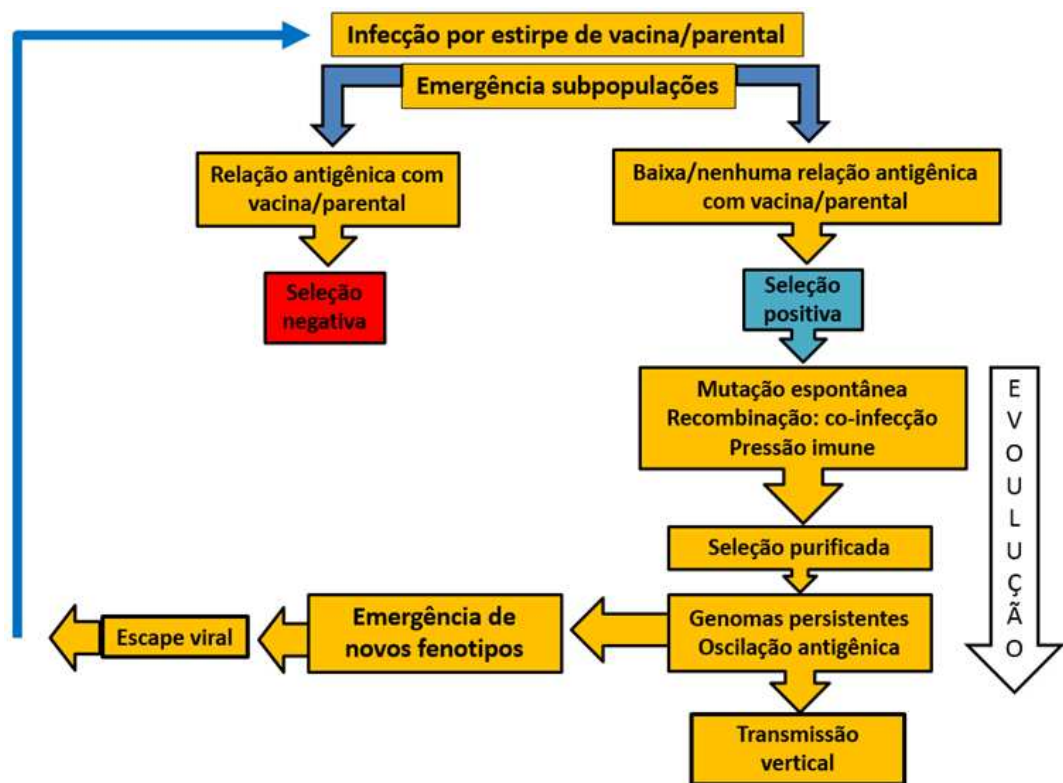 Infecção por estirpe de vacina/parental
Emergência subpopulações
Relação antigênica com
vacina/parental
Baixa/nenhuma relação antigênica
com vacina/parental
Seleção
negativa
Seleção
positiva
Mutação espontânea
Recombinação: co-infecção
Pressão imune
Seleção purificada
Genomas persistentes
Oscilação antigênica
Emergência de
novos fenotipos
Escape viral
Transmissão
vertical
E
V
O
U
L
U
Ç
Ã
O